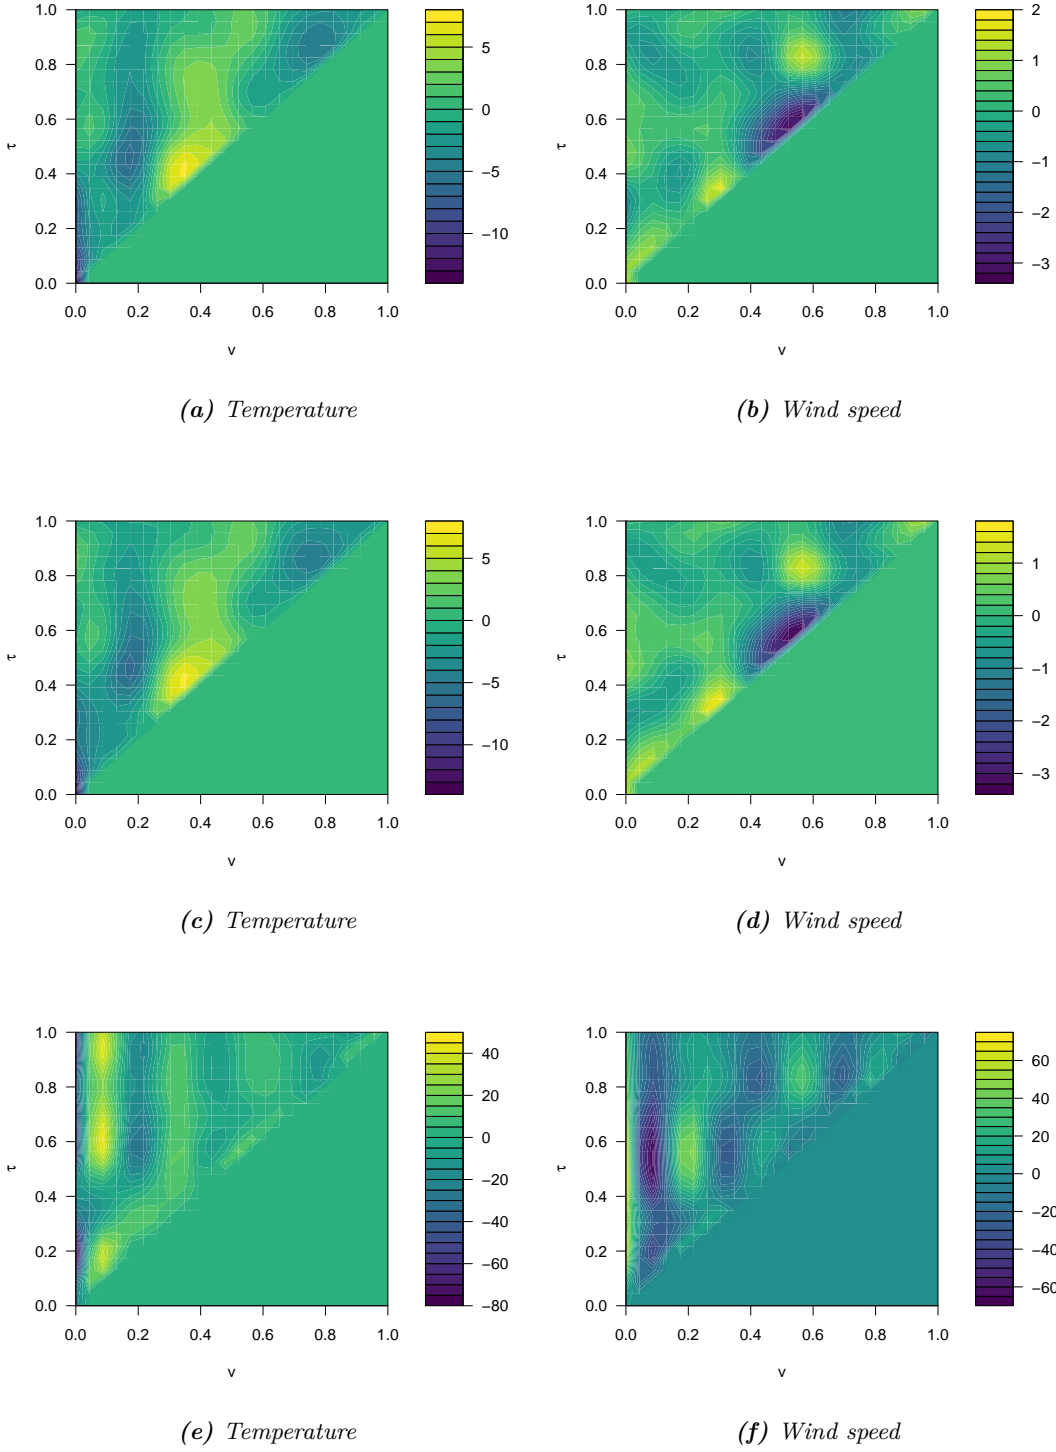 1.0 1.0 2
0.8 5 0.8 1
0.6 0 0.6 0
τ τ
0.4 −5 0.4 −1
0.2 −10 0.2 −2
0.0 0.0 −3
0.0 0.2 0.4 0.6 0.8 1.0 0.0 0.2 0.4 0.6 0.8 1.0
v v
(a) Temperature (b) Wind speed
1.0 1.0
0.8 5 0.8 1
0.6 0 0.6 0
τ τ
0.4 −5 0.4 −1
0.2 −10 0.2 −2
0.0 0.0 −3
0.0 0.2 0.4 0.6 0.8 1.0 0.0 0.2 0.4 0.6 0.8 1.0
v v
(c) Temperature (d) Wind speed
1.0 40 1.0 60
0.8 20 0.8 40
0.6 0 0.6 20
τ −20 τ 0
0.4 −40 0.4 −20
0.2 −60 0.2 −40
0.0 −80 0.0 −60
0.0 0.2 0.4 0.6 0.8 1.0 0.0 0.2 0.4 0.6 0.8 1.0
v v
(e) Temperature (f) Wind speed